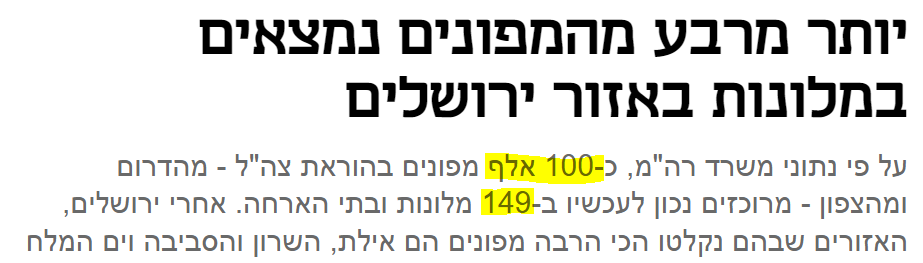 יותר מרבע מהמפונים נמצאים
במלונות באזור ירושלים
על פי נתוני משרד רה"מ, כ-100 אלף מפונים בהוראת צה"ל - מהדרום
ומהצפון - מרוכזים נכון לעכשיו ב-149 מלונות ובתי הארחה. אחרי ירושלים,
האזורים שבהם נקלטו הכי הרבה מפונים הם אילת, השרון והסביבה וים המלח